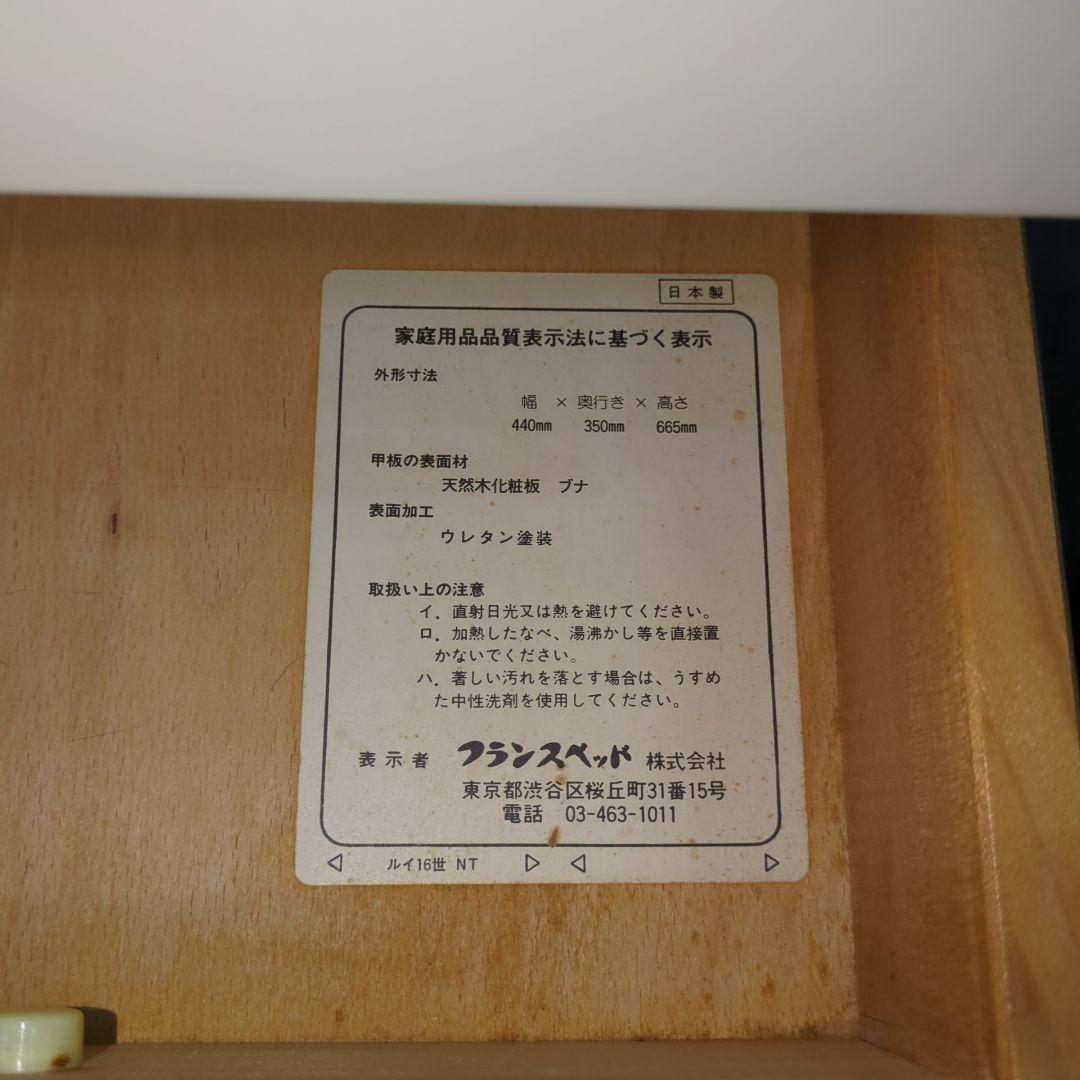 日本製
家庭用品品質表示法に基づく表示
外形寸法
幅 × 奥行き × 高さ
440mm 350mm 665mm
甲板の表面材
天然木化粧板 ブナ
表面加工
ウレタン塗装
取扱い上の注意
イ．直射日光又は熱を避けてください。
ロ．加熱したなべ、湯沸かし等を直接置
かないでください。
ハ．著しい汚れを落とす場合は、うすめ
た中性洗剤を使用してください。
表示者 フランスベッド 株式会社
東京都渋谷区桜丘町31番15号
電話 03-463-1011
◁ ルイ16世 NT ▷ ◁ ▷